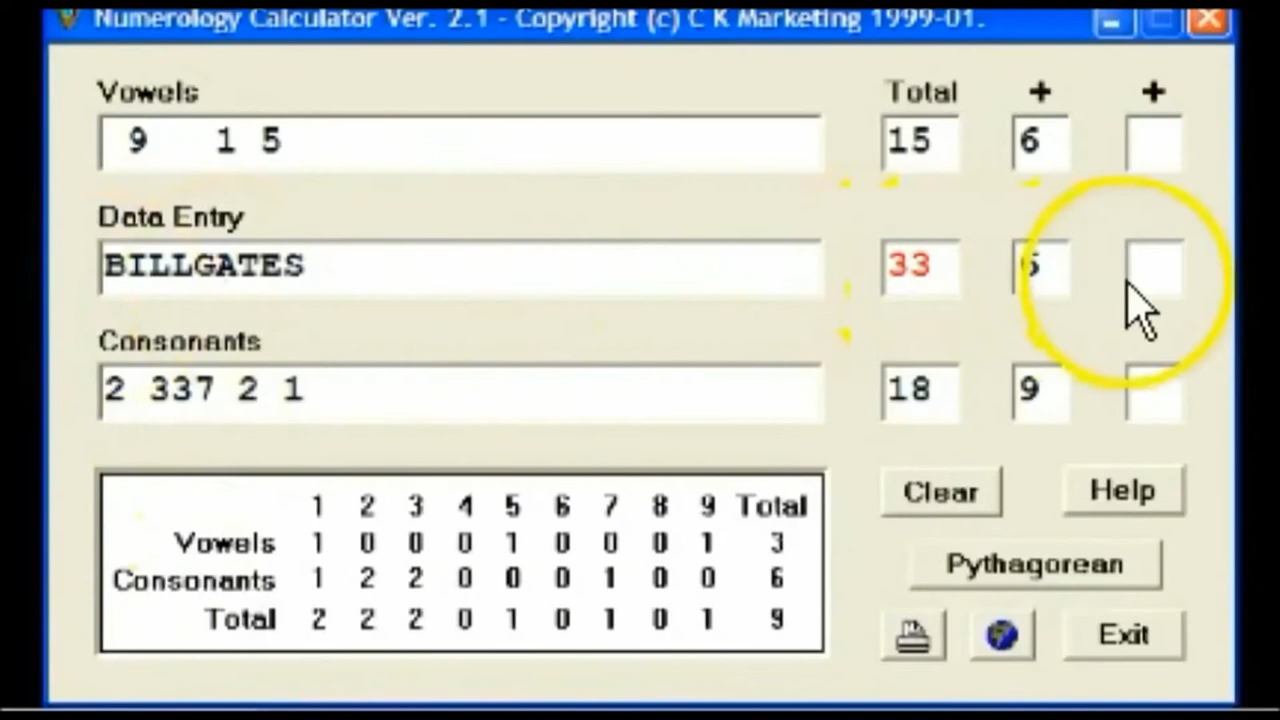 Numerology Calculator Ver. 2.1 - Copyright (c) C K Marketing 1999-01.
Vowels Total + +
9 1 5 15 6
Data Entry
BILLGATES 33 6
Consonants
2 337 2 1 18 9
1 2 3 4 5 6 7 8 9 Total
Vowels 1 0 0 0 1 0 0 0 1 3
Consonants 1 2 2 0 0 0 1 0 0 6
Total 2 2 2 0 1 0 1 0 1 9
Clear Help
Pythagorean
Exit